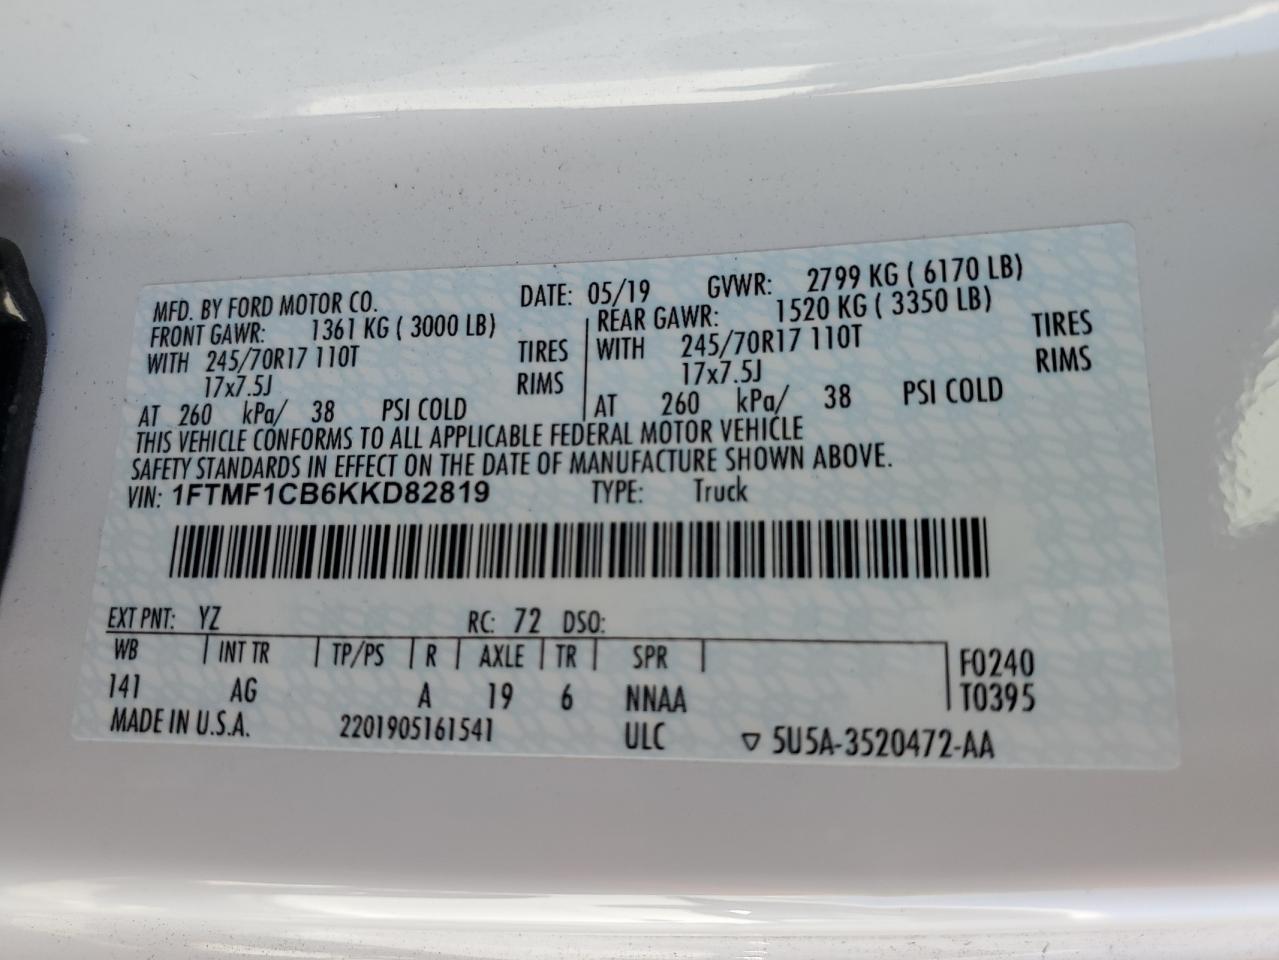 MFD. BY FORD MOTOR CO. DATE: 05/19 GVWR: 2799 KG ( 6170 LB)
FRONT GAWR: 1361 KG ( 3000 LB) REAR GAWR: 1520 KG ( 3350 LB)
WITH 245/70R17 110T TIRES WITH 245/70R17 110T TIRES
17x7.5J RIMS 17x7.5J RIMS
AT 260 kPa/ 38 PSI COLD AT 260 kPa/ 38 PSI COLD
THIS VEHICLE CONFORMS TO ALL APPLICABLE FEDERAL MOTOR VEHICLE
SAFETY STANDARDS IN EFFECT ON THE DATE OF MANUFACTURE SHOWN ABOVE.
VIN: 1FTMF1CB6KKD82819 TYPE: Truck
EXT PNT: YZ RC: 72 DSO:
WB INT TR TP/PS R AXLE TR SPR F0240
141 AG A 19 6 NNAA T0395
MADE IN U.S.A. 2201905161541 ULC ▽ 5U5A-3520472-AA